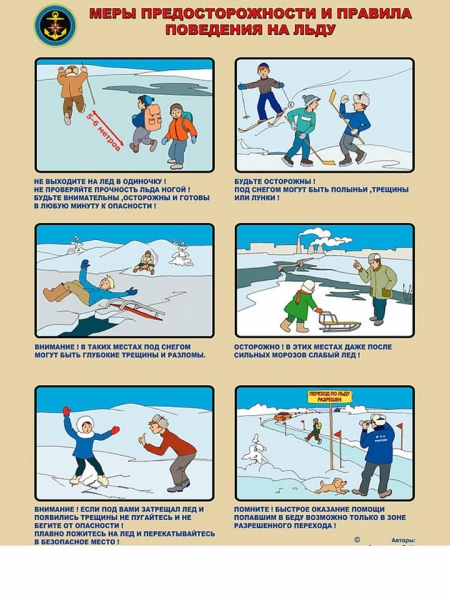 МЕРЫ ПРЕДОСТОРОЖНОСТИ И ПРАВИЛА
ПОВЕДЕНИЯ НА ЛЬДУ
5-6 метров
НЕ ВЫХОДИТЕ НА ЛЕД В ОДИНОЧКУ !
НЕ ПРОВЕРЯЙТЕ ПРОЧНОСТЬ ЛЬДА НОГОЙ !
БУДЬТЕ ВНИМАТЕЛЬНЫ ,ОСТОРОЖНЫ И ГОТОВЫ
В ЛЮБУЮ МИНУТУ К ОПАСНОСТИ !
БУДЬТЕ ОСТОРОЖНЫ !
ПОД СНЕГОМ МОГУТ БЫТЬ ПОЛЫНЬИ ,ТРЕЩИНЫ
ИЛИ ЛУНКИ !
ВНИМАНИЕ ! В ТАКИХ МЕСТАХ ПОД СНЕГОМ
МОГУТ БЫТЬ ГЛУБОКИЕ ТРЕЩИНЫ И РАЗЛОМЫ.
ОСТОРОЖНО ! В ЭТИХ МЕСТАХ ДАЖЕ ПОСЛЕ
СИЛЬНЫХ МОРОЗОВ СЛАБЫЙ ЛЕД !
ПЕРЕХОД ПО ЛЬДУ
РАЗРЕШЕН
МЧС
РОССИИ
ВНИМАНИЕ ! ЕСЛИ ПОД ВАМИ ЗАТРЕЩАЛ ЛЕД И
ПОЯВИЛИСЬ ТРЕЩИНЫ НЕ ПУГАЙТЕСЬ И НЕ
БЕГИТЕ ОТ ОПАСНОСТИ !
ПЛАВНО ЛОЖИТЕСЬ НА ЛЕД И ПЕРЕКАТЫВАЙТЕСЬ
В БЕЗОПАСНОЕ МЕСТО !
ПОМНИТЕ ! БЫСТРОЕ ОКАЗАНИЕ ПОМОЩИ
ПОПАВШИМ В БЕДУ ВОЗМОЖНО ТОЛЬКО В ЗОНЕ
РАЗРЕШЕННОГО ПЕРЕХОДА !
© Авторы: